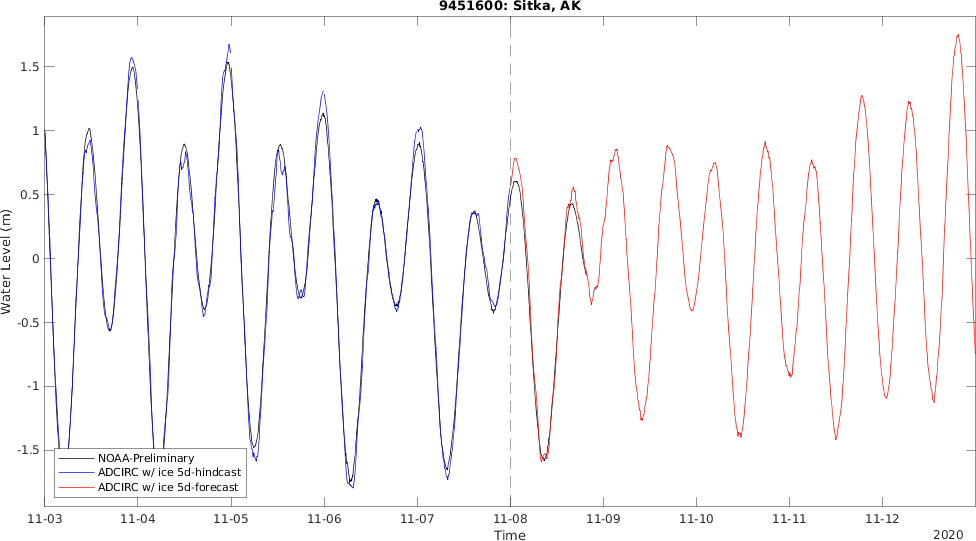 9451600: Sitka, AK
Water Level (m)
1.5
1
0.5
0
-0.5
-1
-1.5
NOAA-Preliminary
ADCIRC w/ ice 5d-hindcast
ADCIRC w/ ice 5d-forecast
11-03 11-04 11-05 11-06 11-07 11-08 11-09 11-10 11-11 11-12
Time
2020